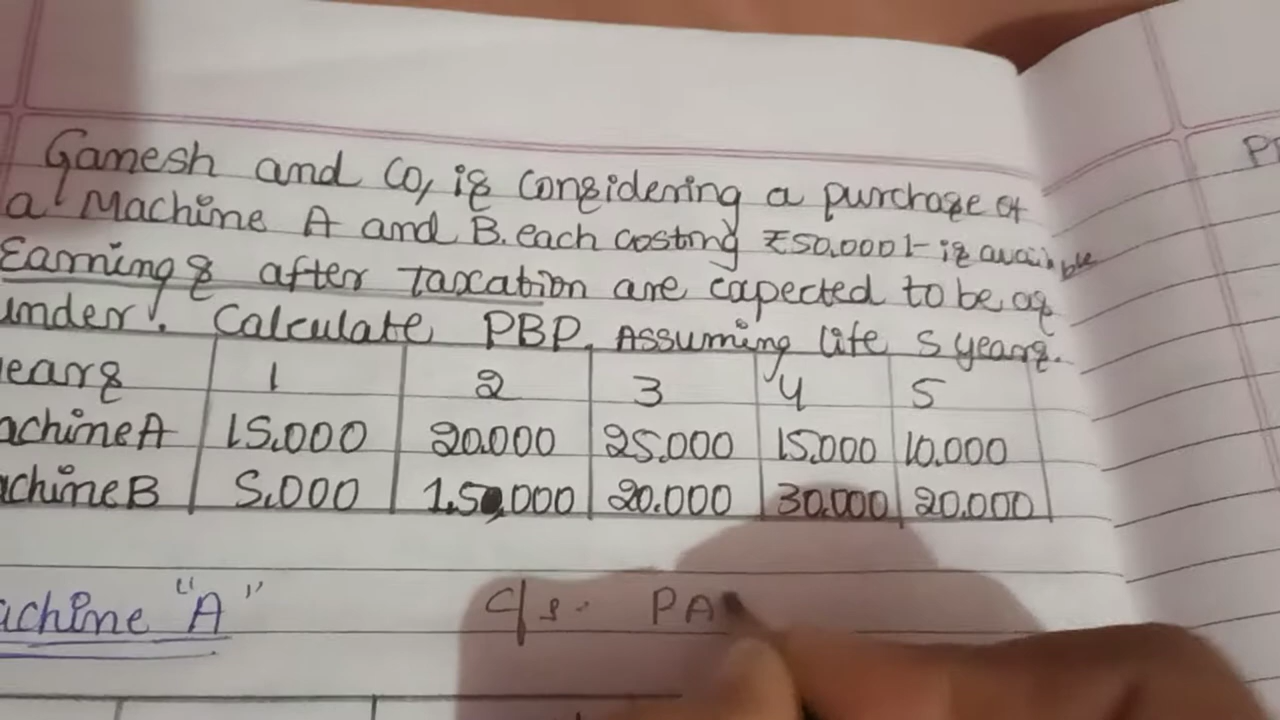 Ganesh and Co, is Considering a purchase of
a Machine A and B. each costing ₹50,000/- is available
Earnings after Taxcation are expected to be as
under! Calculate PBP, Assuming life 5 years.
ears 1 2 3 4 5
achine A 15,000 20,000 25,000 15,000 10,000
chine B 5,000 1,5,000 20,000 30,000 20,000
achine "A" C/s. PA